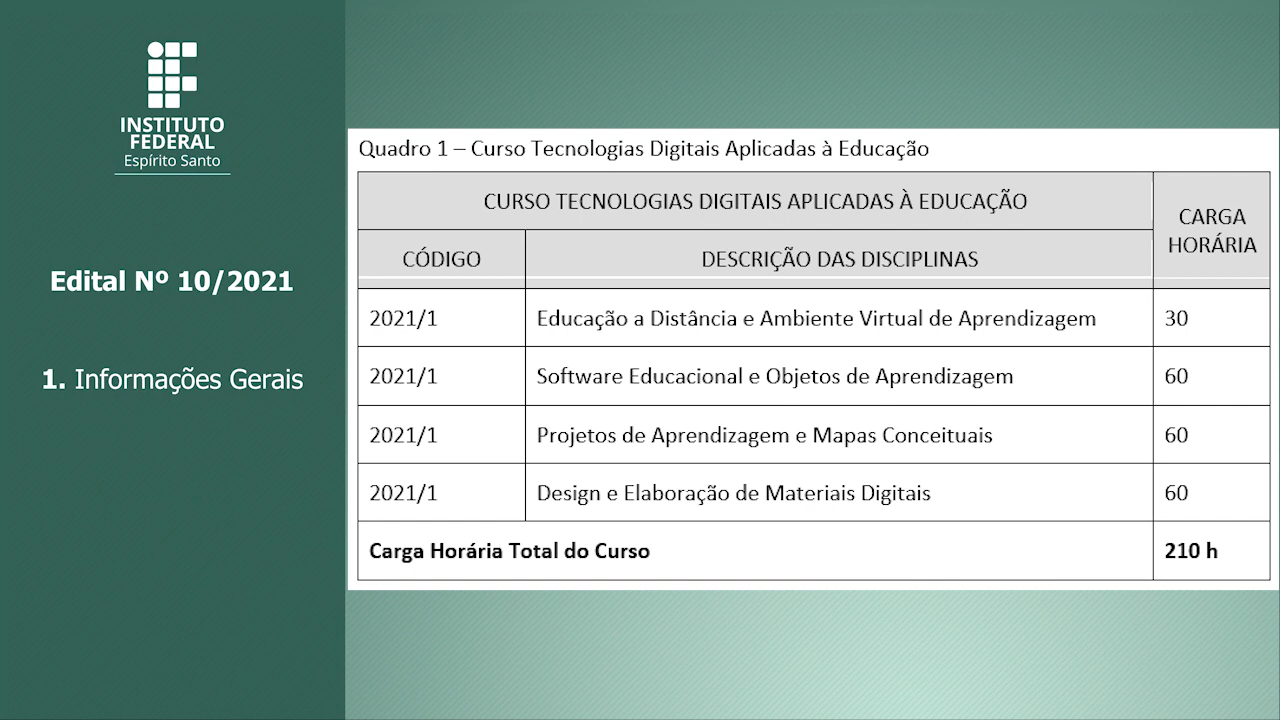 INSTITUTO
FEDERAL
Espírito Santo
Edital Nº 10/2021
1. Informações Gerais
Quadro 1 – Curso Tecnologias Digitais Aplicadas à Educação
CURSO TECNOLOGIAS DIGITAIS APLICADAS À EDUCAÇÃO
CARGA
HORÁRIA
CÓDIGO
DESCRIÇÃO DAS DISCIPLINAS
2021/1 Educação a Distância e Ambiente Virtual de Aprendizagem 30
2021/1 Software Educacional e Objetos de Aprendizagem 60
2021/1 Projetos de Aprendizagem e Mapas Conceituais 60
2021/1 Design e Elaboração de Materiais Digitais 60
Carga Horária Total do Curso 210 h